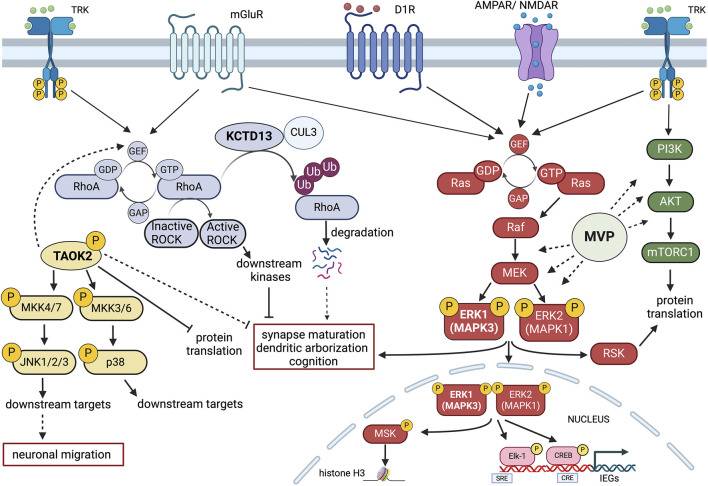 TRK
mGluR
D1R
AMPAR/ NMDAR
TRK
P
P
P
P
P
P
P
P
KCTD13
CUL3
GEF
GDP
GTP
RhoA
RhoA
GAP
Ub
Ub
Ub
RhoA
degradation
Inactive
ROCK
Active
ROCK
downstream
kinases
GEF
GDP
GTP
Ras
Ras
GAP
Raf
MEK
MVP
PI3K
AKT
mTORC1
protein
translation
P
TAOK2
P
MKK4/7
P
MKK3/6
protein
translation
P
JNK1/2/3
P
p38
downstream targets
downstream targets
neuronal migration
synapse maturation
dendritic arborization
cognition
P
P
ERK1
(MAPK3)
P
P
ERK2
(MAPK1)
RSK
P
P
ERK1
(MAPK3)
P
P
ERK2
(MAPK1)
NUCLEUS
MSK
P
histone H3
Elk-1
P
CREB
P
SRE
CRE
IEGs